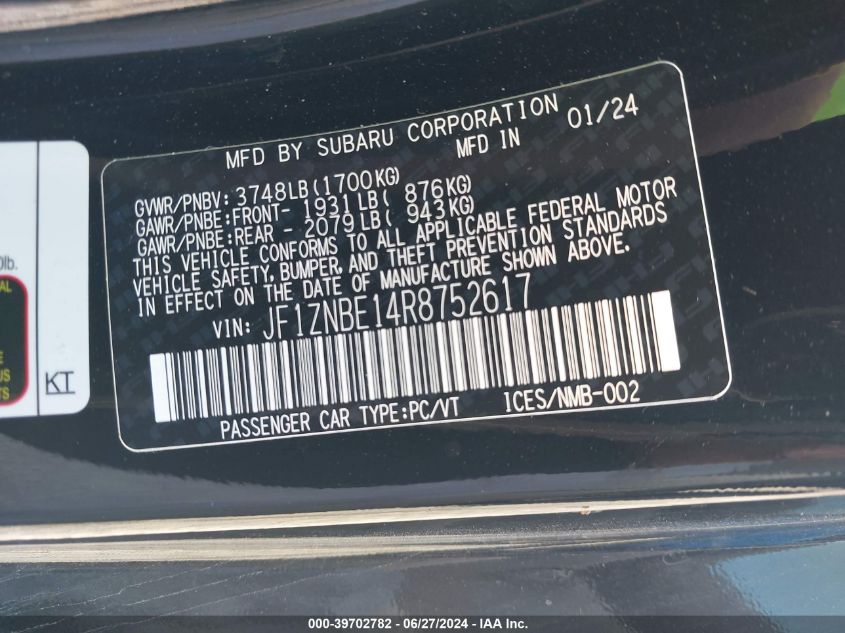 MFD BY SUBARU CORPORATION
MFD IN 01/24
GVWR/PNBV: 3748LB(1700KG)
GAWR/PNBE:FRONT- 1931LB( 876KG)
GAWR/PNBE:REAR - 2079LB( 943KG)
THIS VEHICLE CONFORMS TO ALL APPLICABLE FEDERAL MOTOR
VEHICLE SAFETY, BUMPER, AND THEFT PREVENTION STANDARDS
IN EFFECT ON THE DATE OF MANUFACTURE SHOWN ABOVE.
VIN: JF1ZNBE14R8752617
PASSENGER CAR TYPE:PC/VT ICES/NMB-002
KT
000-39702782 - 06/27/2024 - IAA Inc.